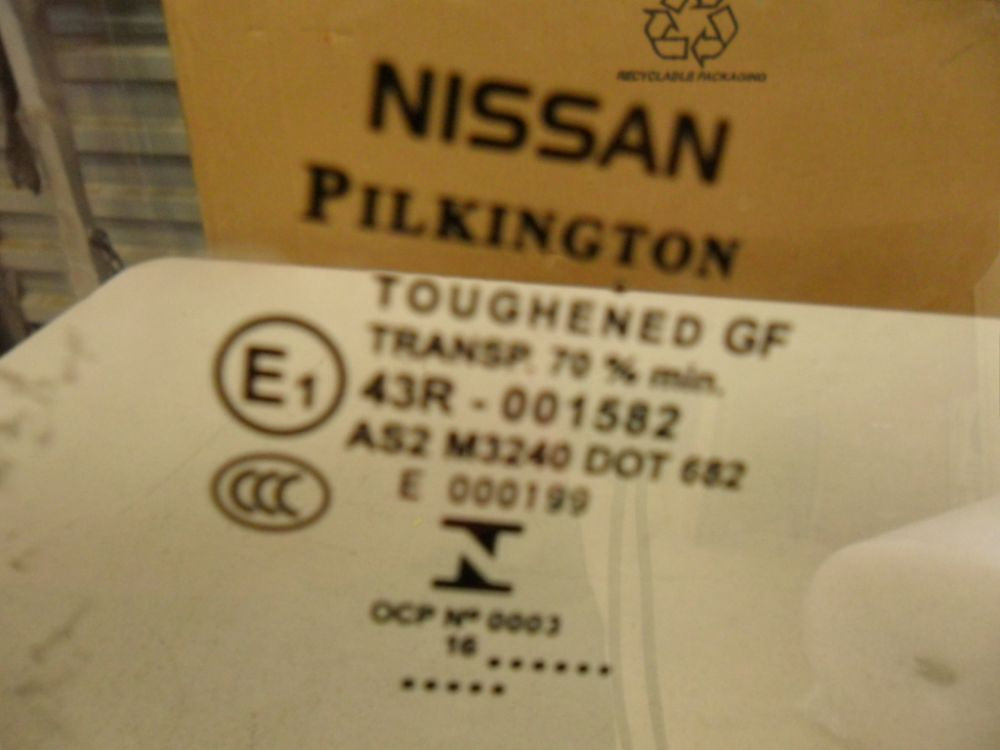 RECYCLABLE PACKAGING
NISSAN
PILKINGTON
TOUGHENED GF
TRANSP. 70 % min.
E1
43R - 001582
AS2 M3240 DOT 682
CCC
E 000199
OCP Nº 0003
16 ......
.....